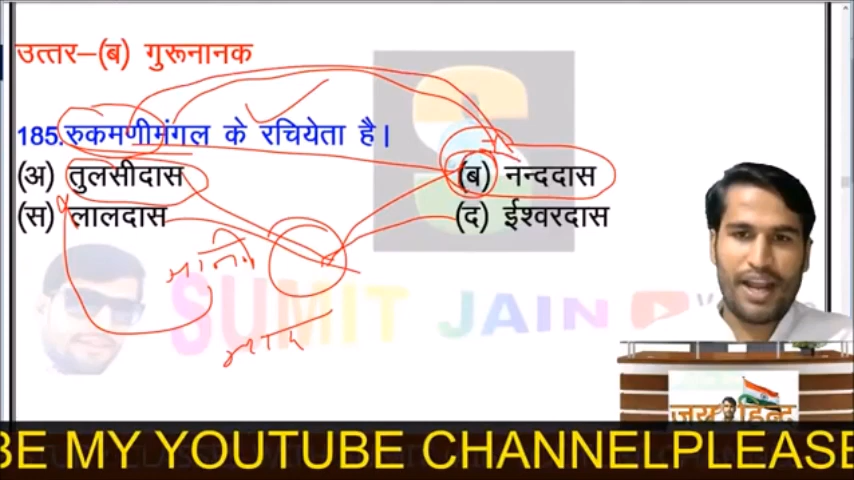 उत्तर–(ब) गुरूनानक
185.रुकमणीमंगल के रचियेता है।
(अ) तुलसीदास (ब) नन्ददास
(स) लालदास (द) ईश्वरदास
SUMIT JAIN
जय हिन्द
BE MY YOUTUBE CHANNELPLEASE